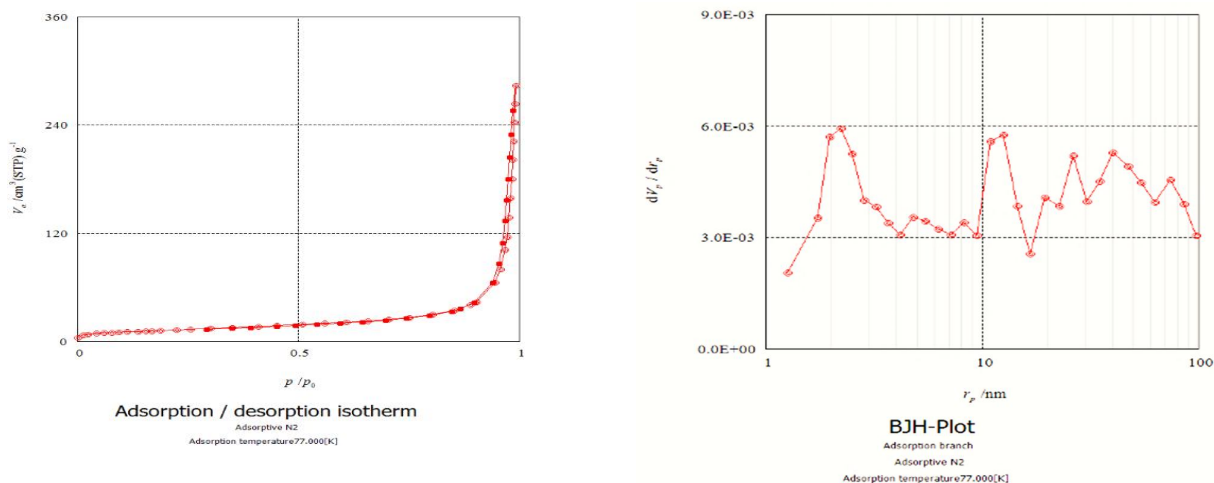 360
240
120
0
Vₐ /cm³(STP) g⁻¹
0
0.5
1
p /p₀
Adsorption / desorption isotherm
Adsorptive N2
Adsorption temperature77.000[K]
9.0E-03
6.0E-03
3.0E-03
0.0E+00
dVₚ / drₚ
1
10
100
rₚ /nm
BJH-Plot
Adsorption branch
Adsorptive N2
Adsorption temperature77.000[K]